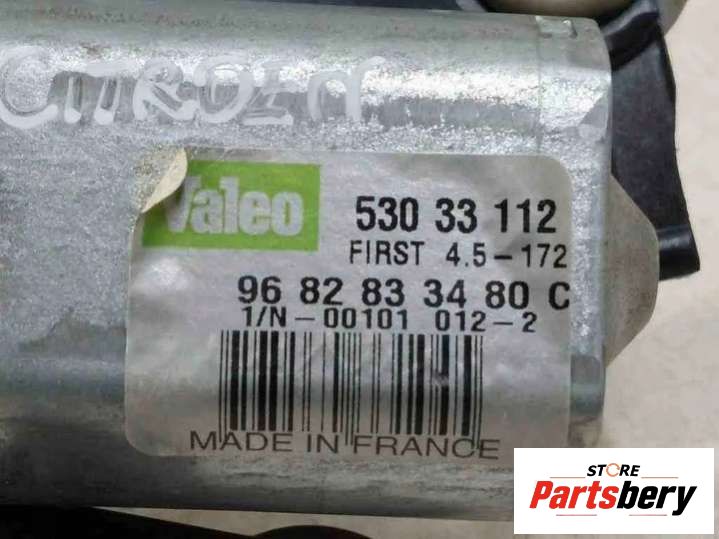 CITROEN
Valeo
530 33 112
FIRST 4.5-172
96 82 83 34 80 C
1/N-00101 012-2
MADE IN FRANCE
STORE
Partsbery